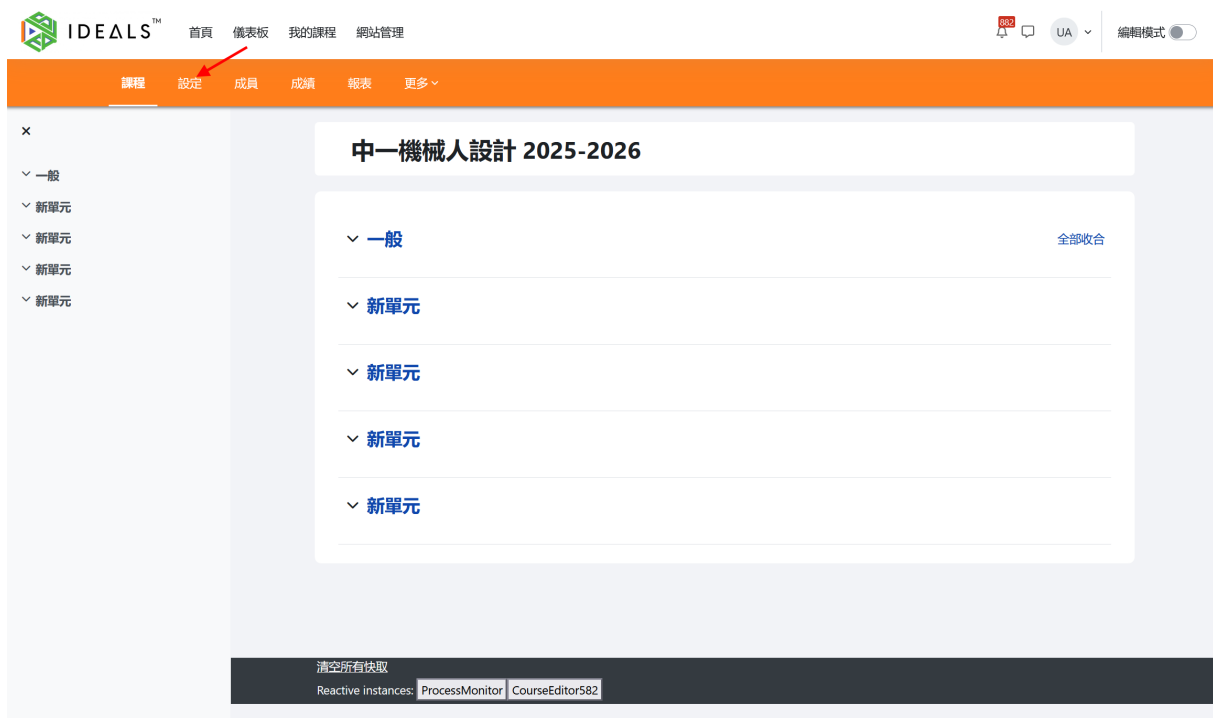 IDEALS™ 首頁 儀表板 我的課程 網站管理 882 UA 編輯模式
課程 設定 成員 成績 報表 更多
一般
新單元
新單元
新單元
新單元
中一機械人設計 2025-2026
一般 全部收合
新單元
新單元
新單元
新單元
清空所有快取
Reactive instances: ProcessMonitor CourseEditor582